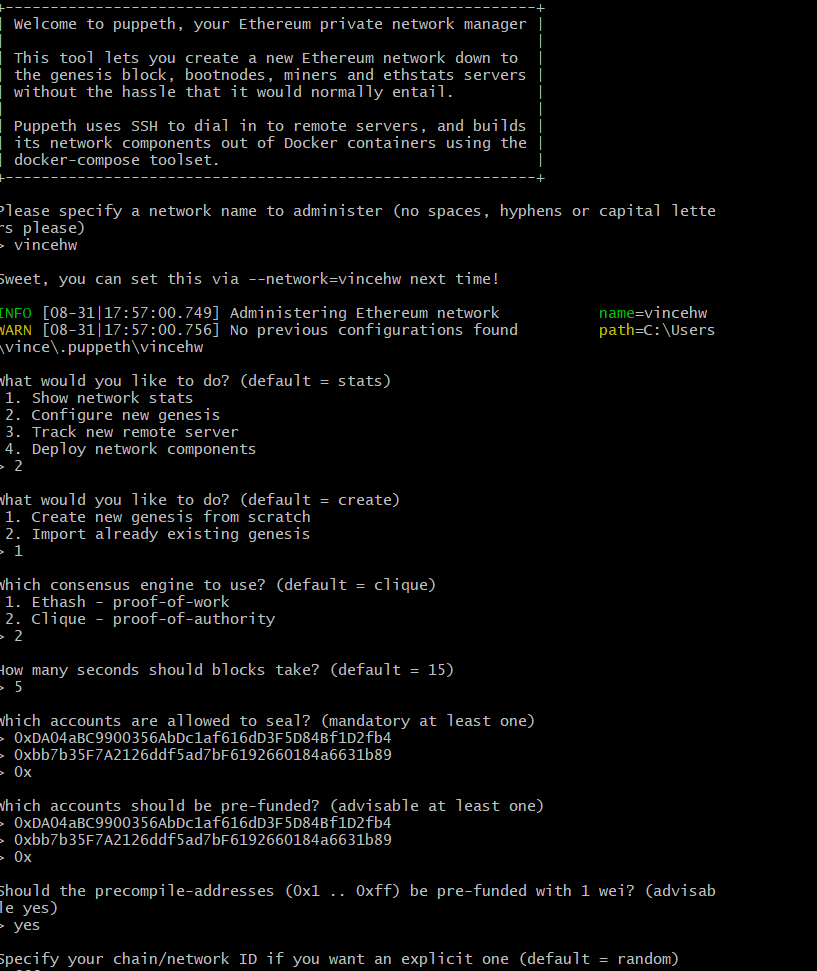 +-----------------------------------------------------------+
| Welcome to puppeth, your Ethereum private network manager |
| |
| This tool lets you create a new Ethereum network down to |
| the genesis block, bootnodes, miners and ethstats servers |
| without the hassle that it would normally entail. |
| |
| Puppeth uses SSH to dial in to remote servers, and builds |
| its network components out of Docker containers using the |
| docker-compose toolset. |
+-----------------------------------------------------------+
Please specify a network name to administer (no spaces, hyphens or capital lette
rs please)
> vincehw
Sweet, you can set this via --network=vincehw next time!
INFO [08-31|17:57:00.749] Administering Ethereum network name=vincehw
WARN [08-31|17:57:00.756] No previous configurations found path=C:\Users
\vince\.puppeth\vincehw
What would you like to do? (default = stats)
1. Show network stats
2. Configure new genesis
3. Track new remote server
4. Deploy network components
> 2
What would you like to do? (default = create)
1. Create new genesis from scratch
2. Import already existing genesis
> 1
Which consensus engine to use? (default = clique)
1. Ethash - proof-of-work
2. Clique - proof-of-authority
> 2
How many seconds should blocks take? (default = 15)
> 5
Which accounts are allowed to seal? (mandatory at least one)
> 0xDA04aBC9900356AbDc1af616dD3F5D84Bf1D2fb4
> 0xbb7b35F7A2126ddf5ad7bF6192660184a6631b89
> 0x
Which accounts should be pre-funded? (advisable at least one)
> 0xDA04aBC9900356AbDc1af616dD3F5D84Bf1D2fb4
> 0xbb7b35F7A2126ddf5ad7bF6192660184a6631b89
> 0x
Should the precompile-addresses (0x1 .. 0xff) be pre-funded with 1 wei? (advisab
le yes)
> yes
Specify your chain/network ID if you want an explicit one (default = random)